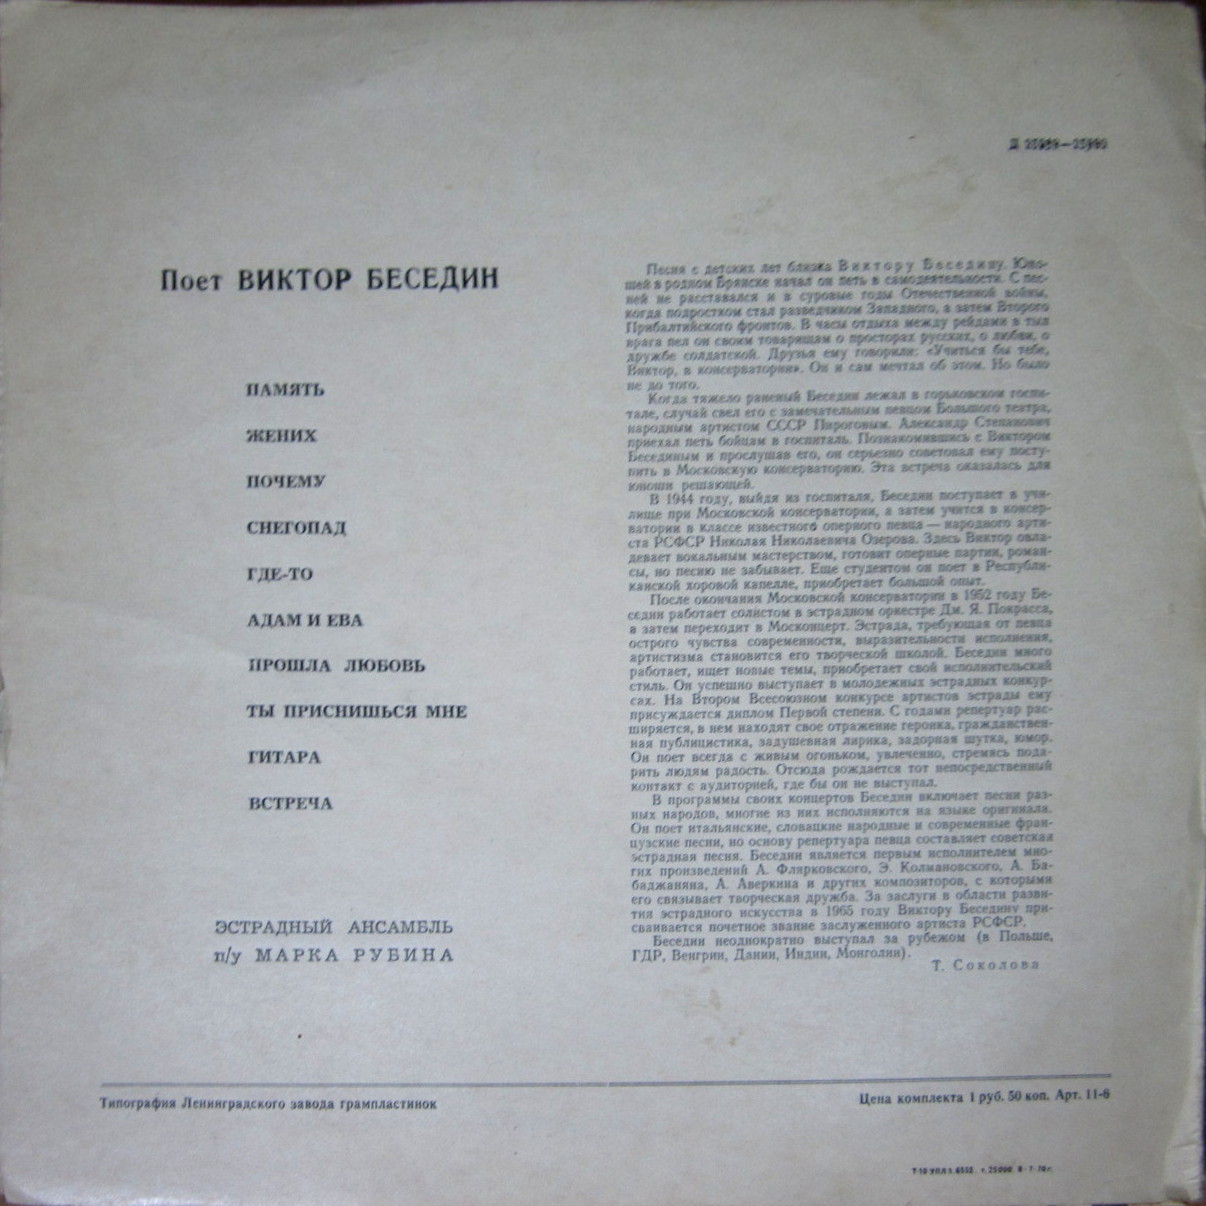 Поет ВИКТОР БЕСЕДИН
ПАМЯТЬ
ЖЕНИХ
ПОЧЕМУ
СНЕГОПАД
ГДЕ-ТО
АДАМ И ЕВА
ПРОШЛА ЛЮБОВЬ
ТЫ ПРИСНИШЬСЯ МНЕ
ГИТАРА
ВСТРЕЧА
ЭСТРАДНЫЙ АНСАМБЛЬ
п/у МАРКА РУБИНА
Песня с детских лет близка Виктору Беседину. Юно-
шей в родном Брянске начал он петь в самодеятельности. С пес-
ней не расставался и в суровые годы Отечественной войны,
когда подростком стал разведчиком Западного, а затем Второго
Прибалтийского фронтов. В часы отдыха между рейдами в тыл
врага пел он своим товарищам о просторах русских, о любви, о
дружбе солдатской. Друзья ему говорили: «Учиться бы тебе,
Виктор, в консерватории». Он и сам мечтал об этом. Но было
не до того.
Когда тяжело раненый Беседин лежал в горьковском госпи-
тале, случай свел его с замечательным певцом Большого театра,
народным артистом СССР Пироговым. Александр Степанович
приехал петь бойцам в госпиталь. Познакомившись с Виктором
Бесединым и прослушав его, он серьезно советовал ему посту-
пить в Московскую консерваторию. Эта встреча оказалась для
юноши решающей.
В 1944 году, выйдя из госпиталя, Беседин поступает в учи-
лище при Московской консерватории, а затем учится в консер-
ватории в классе известного оперного певца — народного арти-
ста РСФСР Николая Николаевича Озерова. Здесь Виктор овла-
девает вокальным мастерством, готовит оперные партии, роман-
сы, но песню не забывает. Еще студентом он поет в Республи-
канской хоровой капелле, приобретает большой опыт.
После окончания Московской консерватории в 1952 году Бе-
седин работает солистом в эстрадном оркестре Дм. Я. Покрасса,
а затем переходит в Москонцерт. Эстрада, требующая от певца
острого чувства современности, выразительности исполнения,
артистизма становится его творческой школой. Беседин много
работает, ищет новые темы, приобретает свой исполнительский
стиль. Он успешно выступает в молодежных эстрадных конкур-
сах. На Втором Всесоюзном конкурсе артистов эстрады ему
присуждается диплом Первой степени. С годами репертуар рас-
ширяется, в нем находят свое отражение героика, гражданствен-
ная публицистика, задушевная лирика, задорная шутка, юмор.
Он поет всегда с живым огоньком, увлеченно, стремясь пода-
рить людям радость. Отсюда рождается тот непосредственный
контакт с аудиторией, где бы он не выступал.
В программы своих концертов Беседин включает песни раз-
ных народов, многие из них исполняются на языке оригинала.
Он поет итальянские, словацкие народные и современные фран-
цузские песни, но основу репертуара певца составляет советская
эстрадная песня. Беседин является первым исполнителем мно-
гих произведений А. Флярковского, Э. Колмановского, А. Ба-
баджаняна, А. Аверкина и других композиторов, с которыми
его связывает творческая дружба. За заслуги в области разви-
тия эстрадного искусства в 1965 году Виктору Беседину при-
сваивается почетное звание заслуженного артиста РСФСР.
Беседин неоднократно выступал за рубежом (в Польше,
ГДР, Венгрии, Дании, Индии, Монголии).
Т. Соколова
Типография Ленинградского завода грампластинок
Цена комплекта 1 руб. 50 коп. Арт. 11-6